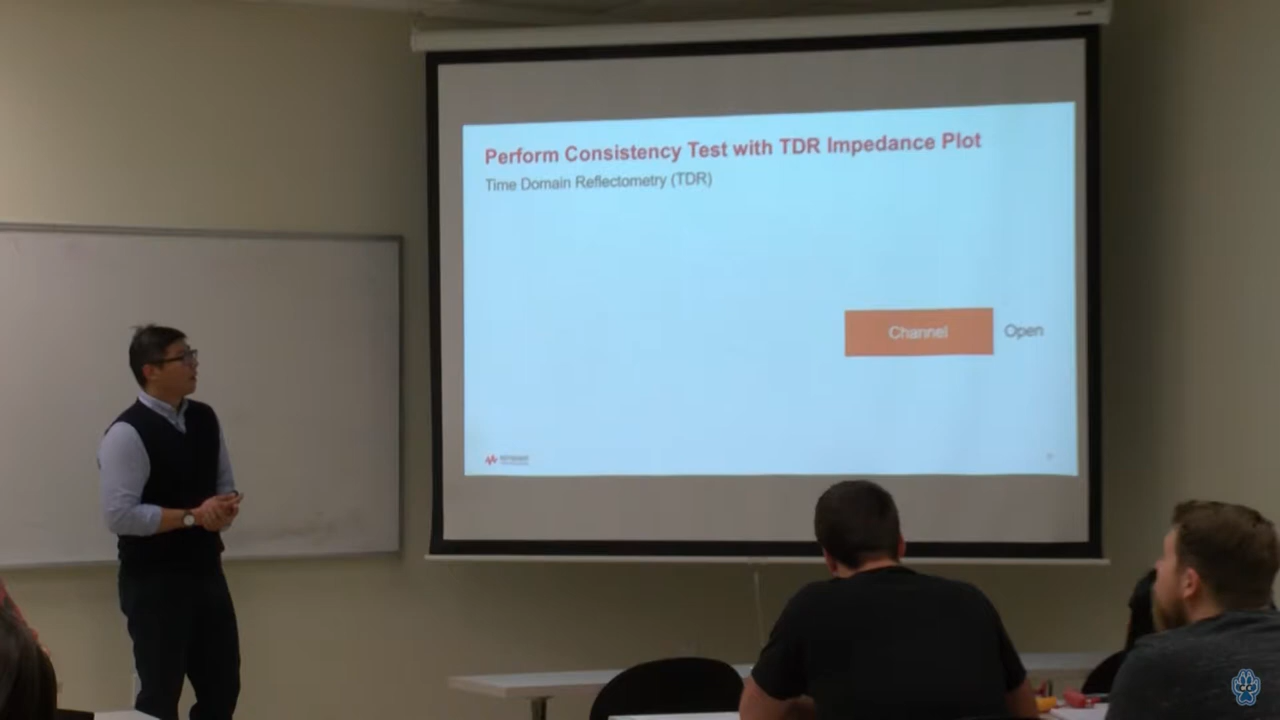 Perform Consistency Test with TDR Impedance Plot
Time Domain Reflectometry (TDR)
Channel
Open